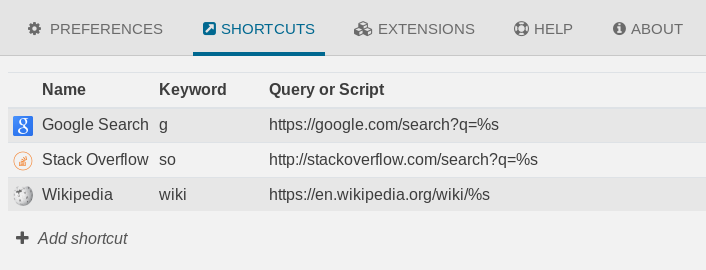 PREFERENCES SHORTCUTS EXTENSIONS HELP ABOUT
Name Keyword Query or Script
Google Search g https://google.com/search?q=%s
Stack Overflow so http://stackoverflow.com/search?q=%s
Wikipedia wiki https://en.wikipedia.org/wiki/%s
Add shortcut